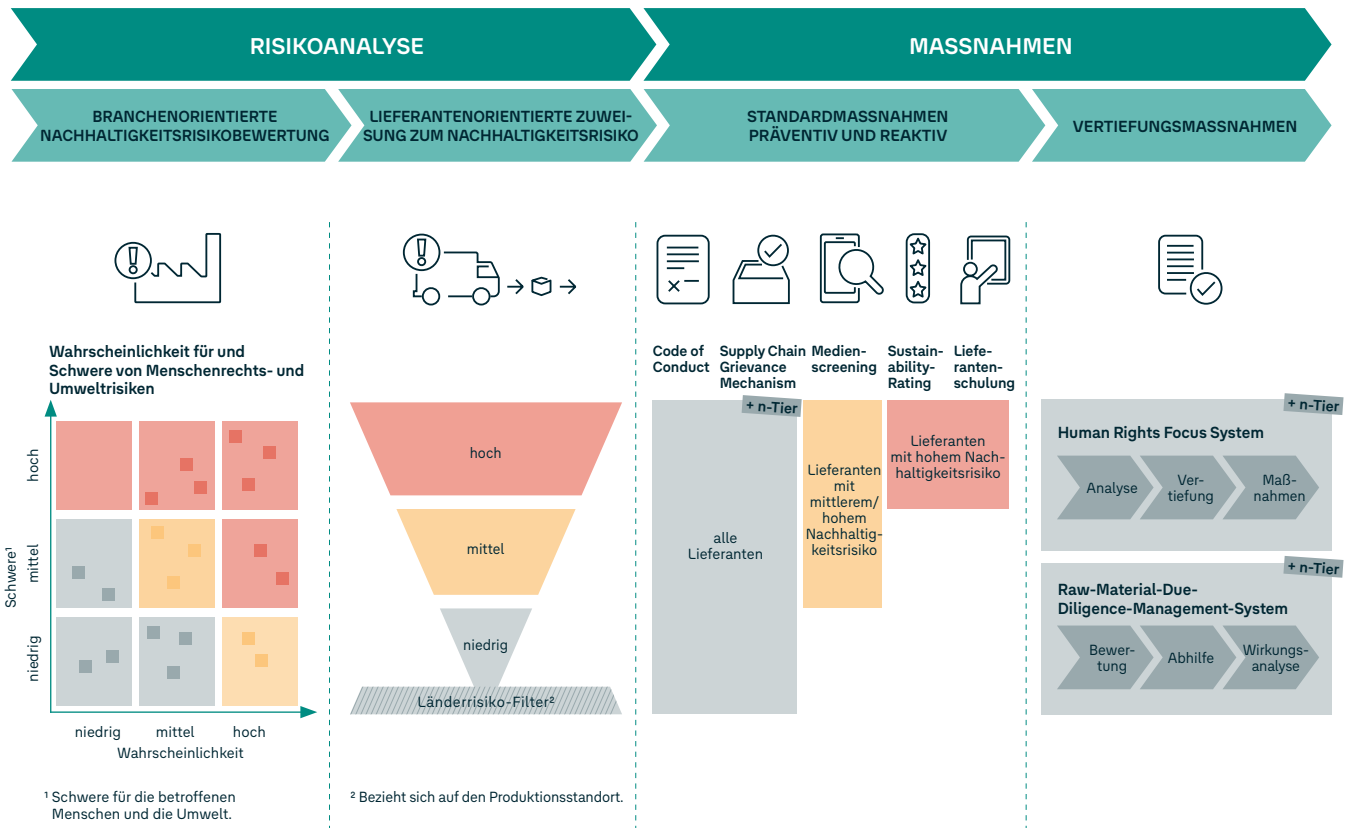 RISIKOANALYSE
MASSNAHMEN
BRANCHENORIENTIERTE
NACHHALTIGKEITSRISIKOBEWERTUNG
LIEFERANTENORIENTIERTE ZUWEI-
SUNG ZUM NACHHALTIGKEITSRISIKO
STANDARDMASSNAHMEN
PRÄVENTIV UND REAKTIV
VERTIEFUNGSMASSNAHMEN
Wahrscheinlichkeit für und
Schwere von Menschenrechts- und
Umweltrisiken
Schwere¹
hoch
mittel
niedrig
niedrig
mittel
hoch
Wahrscheinlichkeit
¹ Schwere für die betroffenen
Menschen und die Umwelt.
hoch
mittel
niedrig
Länderrisiko-Filter²
² Bezieht sich auf den Produktionsstandort.
Code of
Conduct
Supply Chain
Grievance
Mechanism
Medien-
screening
Sustain-
ability-
Rating
Liefe-
ranten-
schulung
+ n-Tier
alle
Lieferanten
Lieferanten
mit
mittlerem/
hohem
Nachhaltig-
keitsrisiko
Lieferanten
mit hohem Nach-
haltigkeitsrisiko
+ n-Tier
Human Rights Focus System
Analyse
Ver-
tiefung
Maß-
nahmen
+ n-Tier
Raw-Material-Due-
Diligence-Management-System
Bewer-
tung
Abhilfe
Wirkungs-
analyse